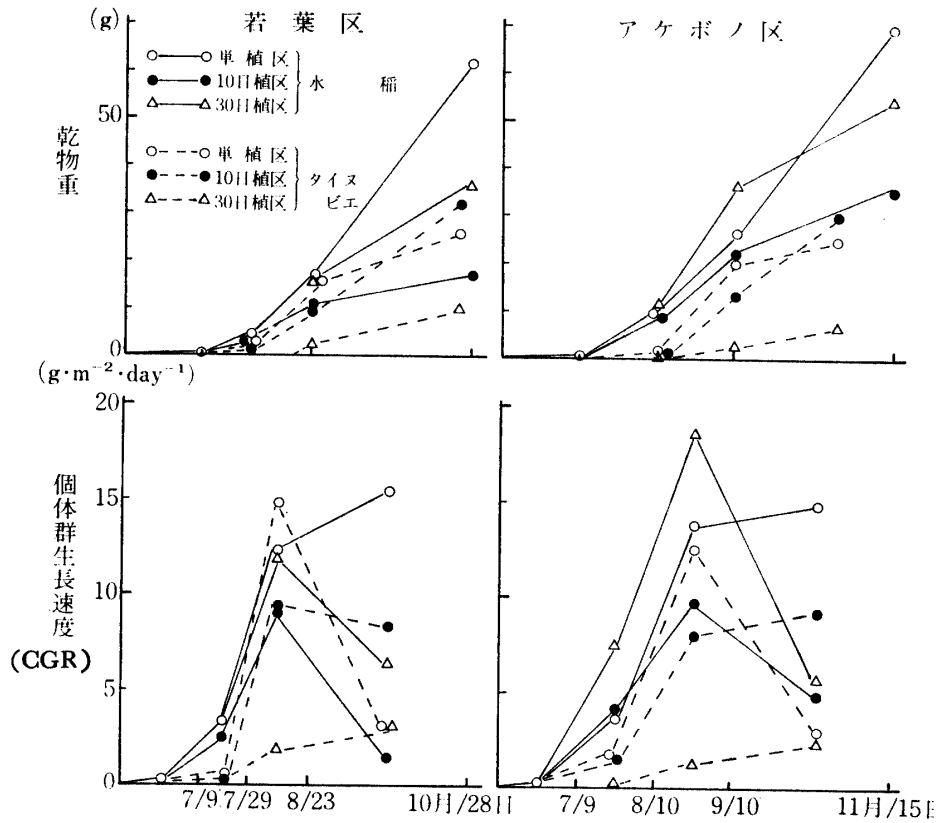 若葉区
アケボノ区
(g)
50
0
乾物重
単植区
10日植区
30日植区
水稲
単植区
10日植区
30日植区
タイヌビエ
(g·m⁻²·day⁻¹)
20
15
10
5
0
個体群生長速度
(CGR)
7/9 7/29 8/23 10月/28日
7/9 8/10 9/10 11月/15日